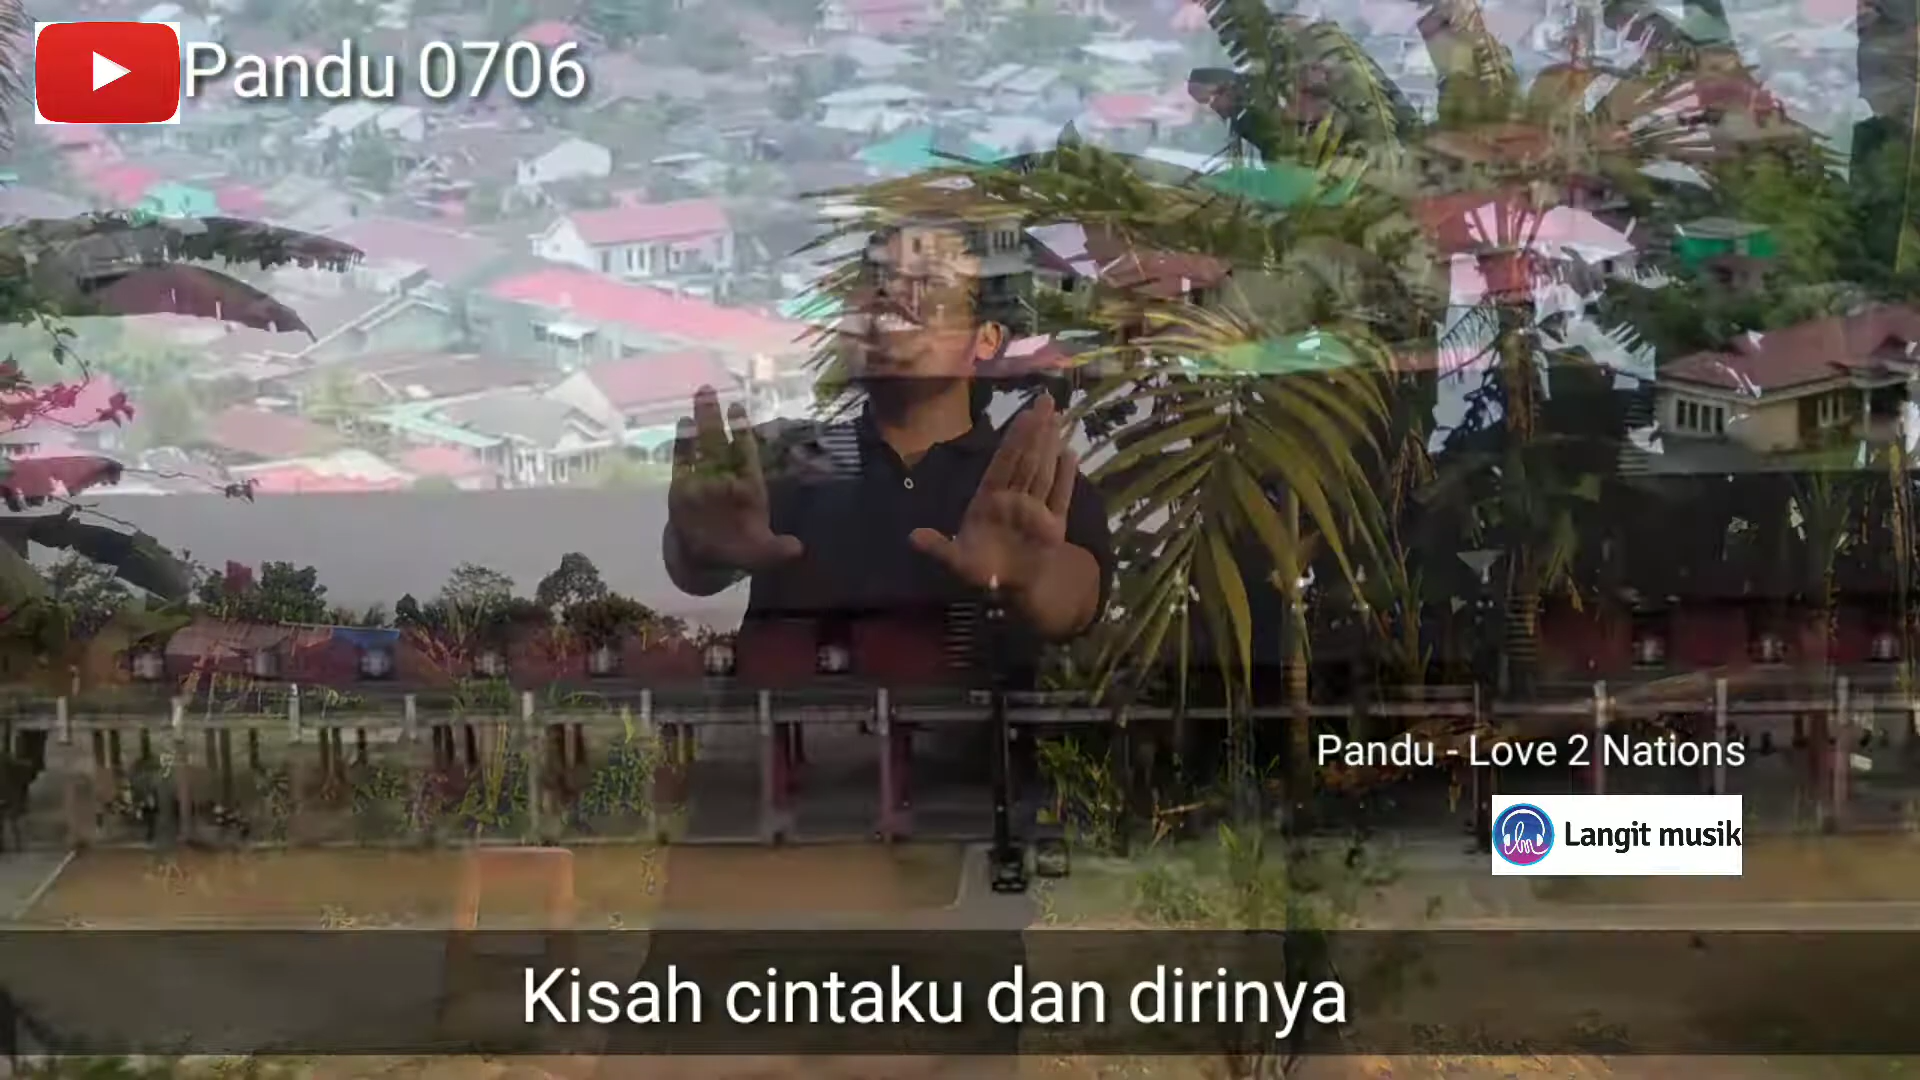 Pandu 0706
Pandu - Love 2 Nations
Langit musik
Kisah cintaku dan dirinya